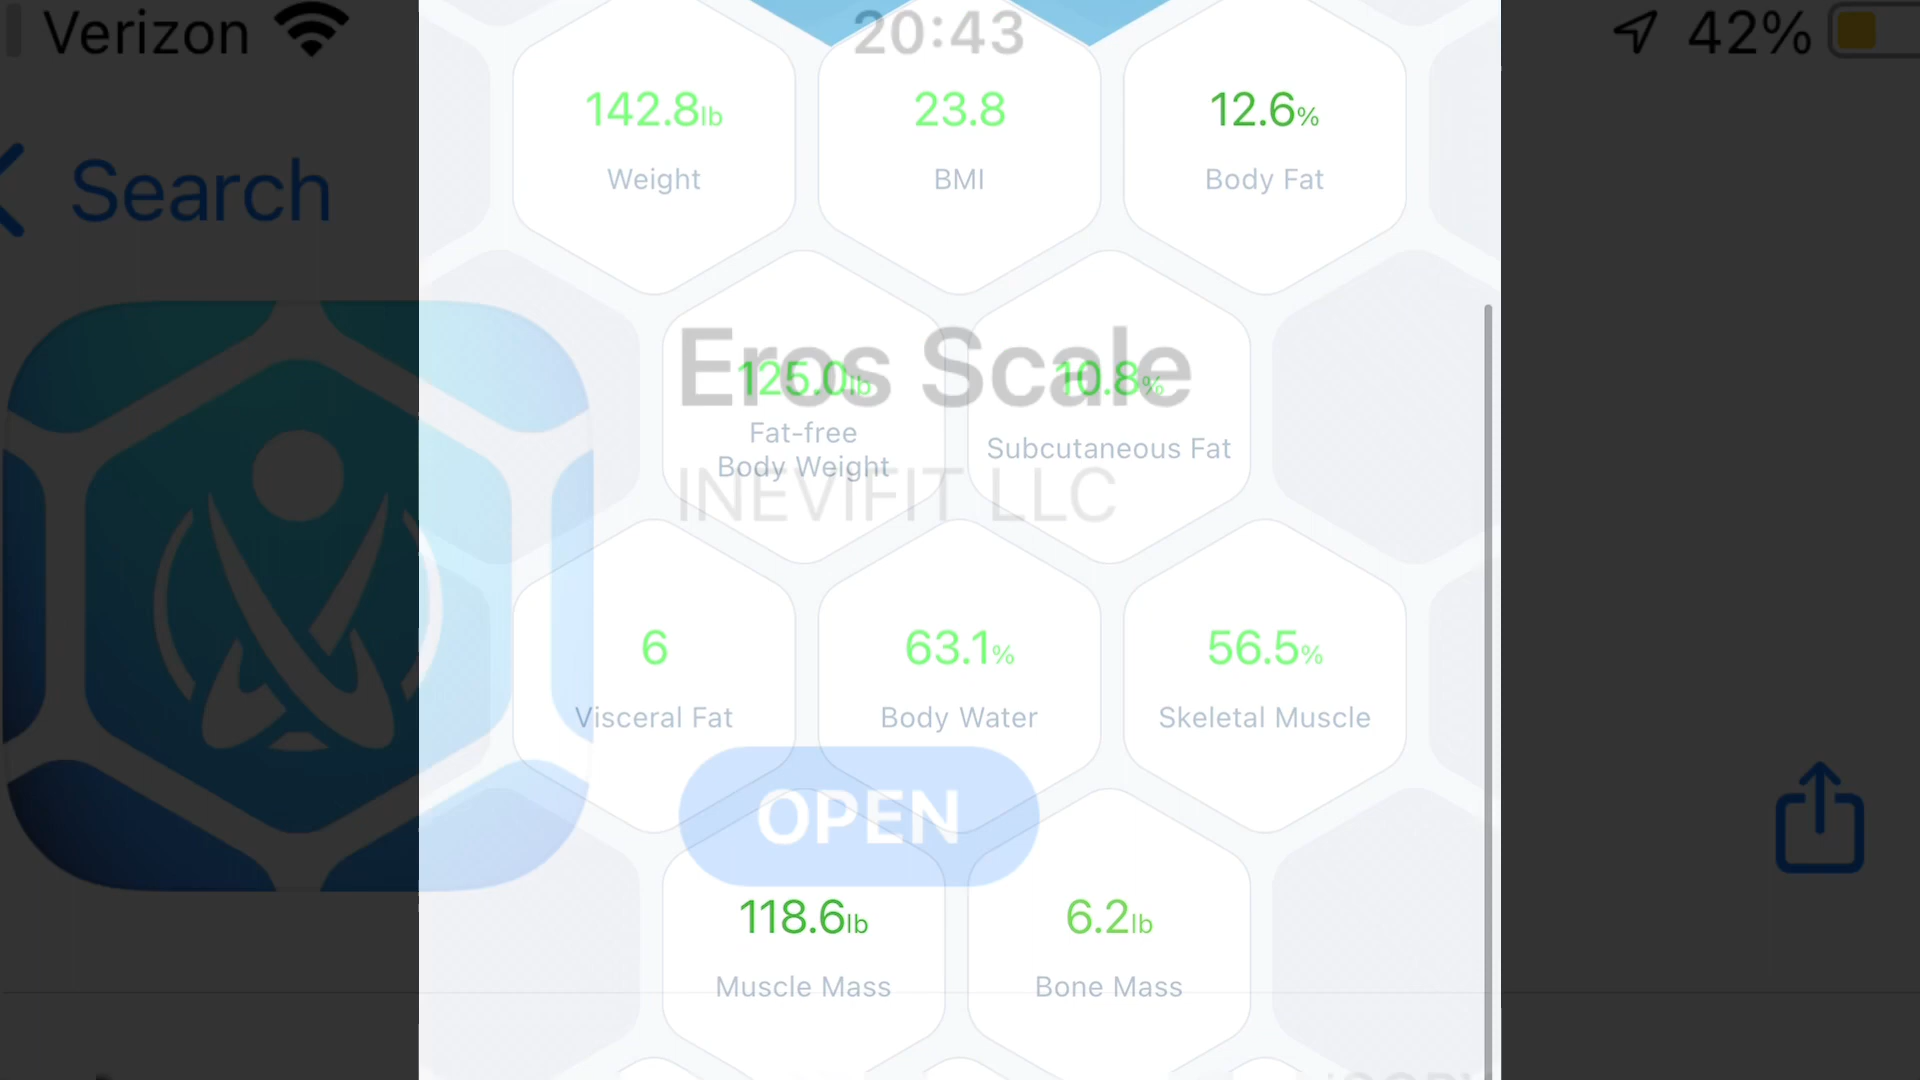 Verizon 20:43 42%
142.8lb 23.8 12.6%
Weight BMI Body Fat
Search
Eros Scale
125.0lb 10.8%
Fat-free
Body Weight Subcutaneous Fat
INEVIFIT LLC
6 63.1% 56.5%
Visceral Fat Body Water Skeletal Muscle
OPEN
118.6lb 6.2lb
Muscle Mass Bone Mass